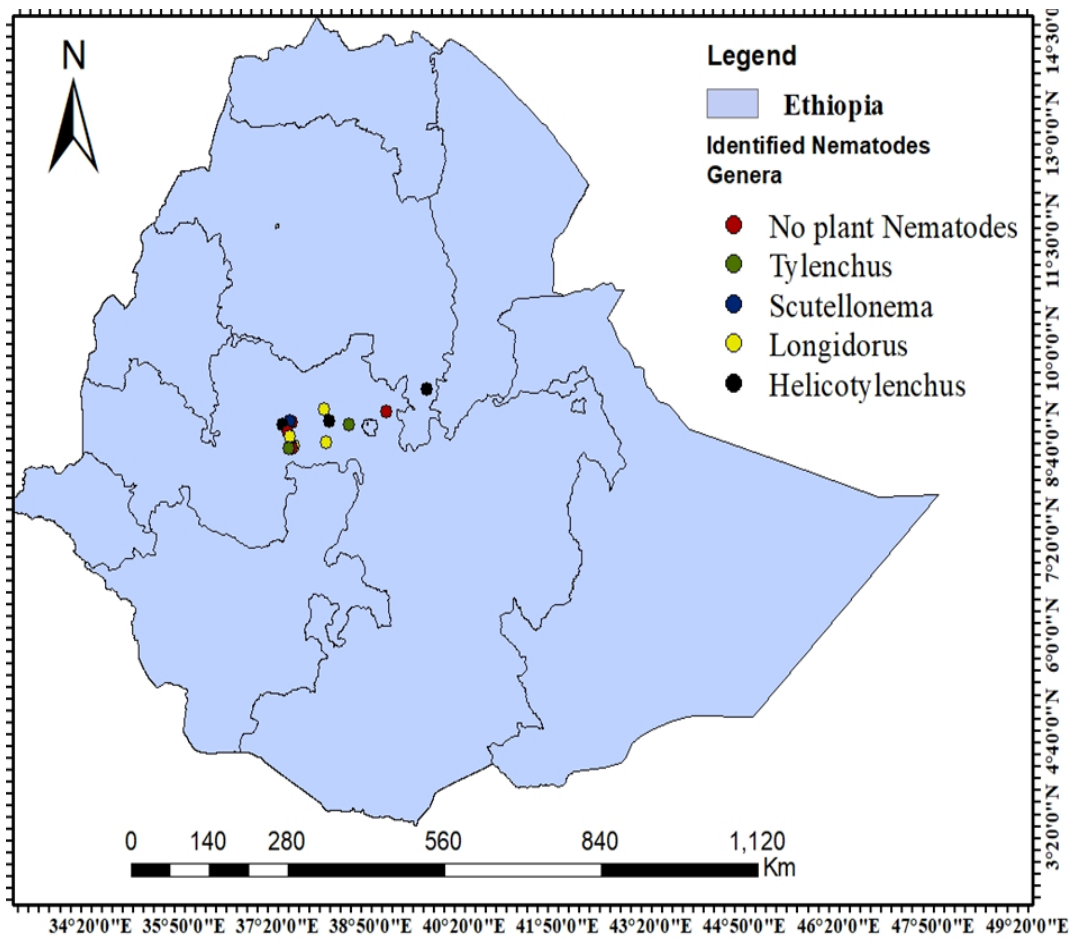 N
Legend
Ethiopia
Identified Nematodes
Genera
No plant Nematodes
Tylenchus
Scutellonema
Longidorus
Helicotylenchus
0 140 280 560 840 1,120
Km
34°20'0"E 35°50'0"E 37°20'0"E 38°50'0"E 40°20'0"E 41°50'0"E 43°20'0"E 44°50'0"E 46°20'0"E 47°50'0"E 49°20'0"E
3°20'0"N 4°40'0"N 6°0'0"N 7°20'0"N 8°40'0"N 10°0'0"N 11°30'0"N 13°0'0"N